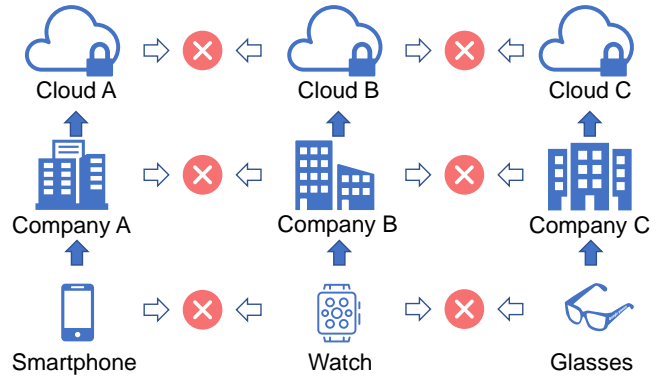 Cloud A
Cloud B
Cloud C
Company A
Company B
Company C
Smartphone
Watch
Glasses